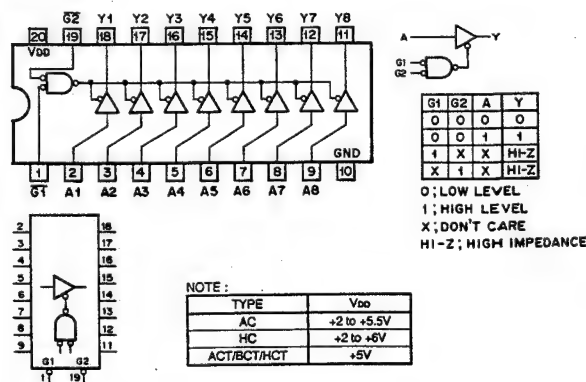 G2 Y1 Y2 Y3 Y4 Y5 Y6 Y7 Y8
20 19 18 17 16 15 14 13 12 11
VDD
GND
1 2 3 4 5 6 7 8 9 10
G1 A1 A2 A3 A4 A5 A6 A7 A8
A Y
G1
G2
G1 G2 A Y
0 0 0 0
0 0 1 1
1 X X HI-Z
X 1 X HI-Z
0; LOW LEVEL
1; HIGH LEVEL
X; DON'T CARE
HI-Z; HIGH IMPEDANCE
2 18
3 17
4 16
5 15
6 14
7 13
8 12
9 11
G1 G2
1 19
NOTE :
TYPE VDD
AC +2 to +5.5V
HC +2 to +6V
ACT/BCT/HCT +5V